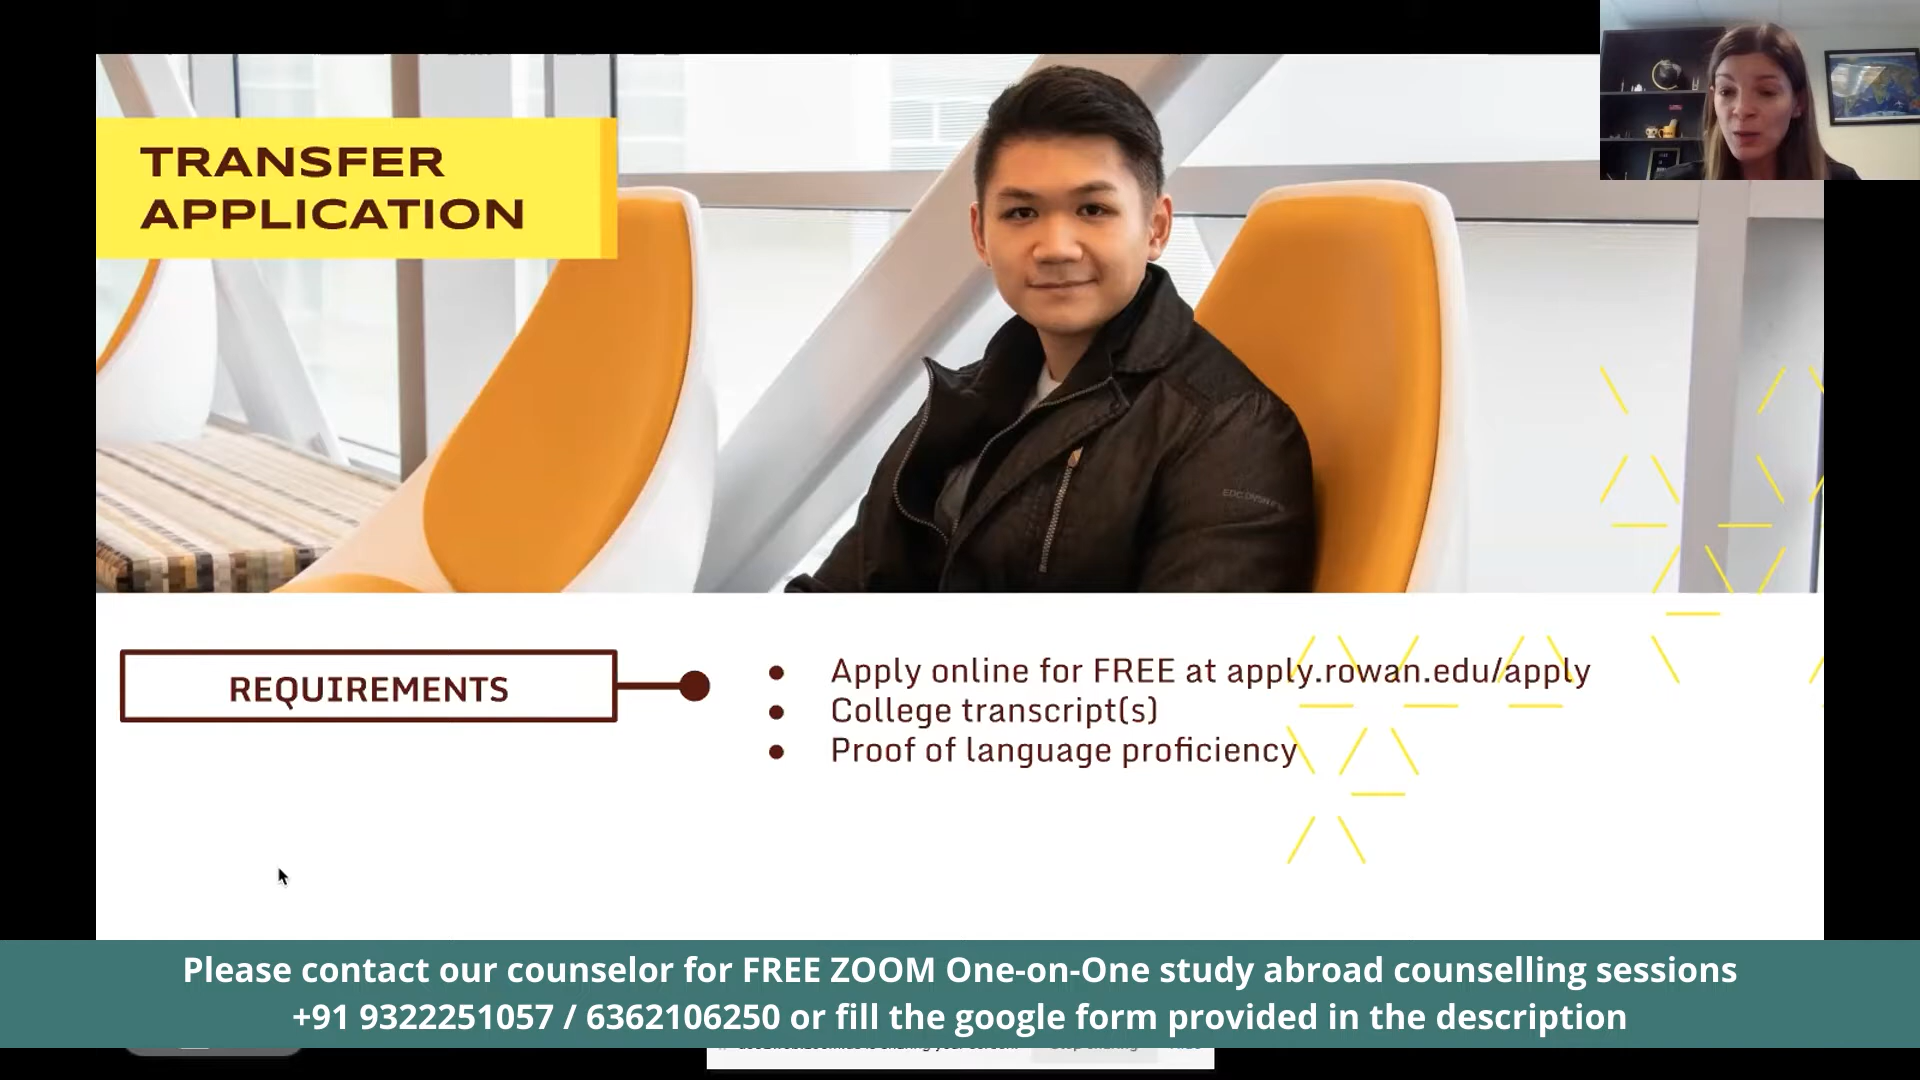 TRANSFER
APPLICATION
REQUIREMENTS
● Apply online for FREE at apply.rowan.edu/apply
● College transcript(s)
● Proof of language proficiency
Please contact our counselor for FREE ZOOM One-on-One study abroad counselling sessions
+91 9322251057 / 6362106250 or fill the google form provided in the description